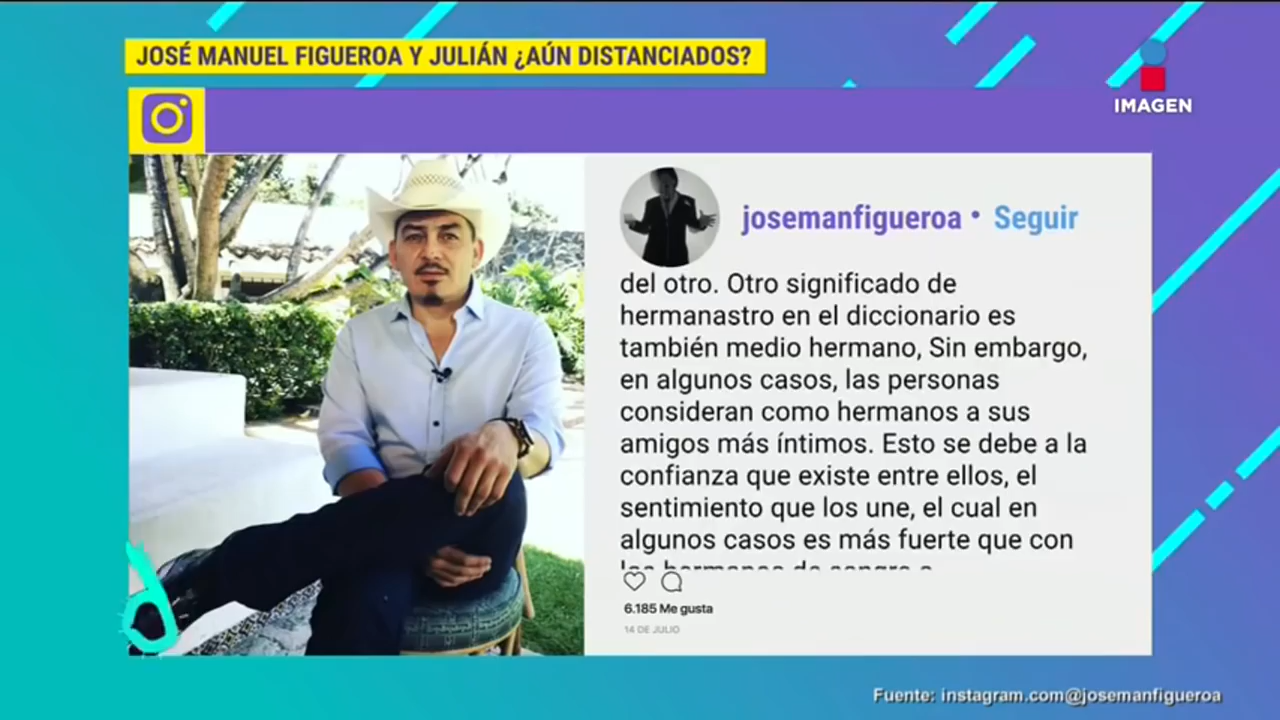 JOSÉ MANUEL FIGUEROA Y JULIÁN ¿AÚN DISTANCIADOS?
IMAGEN
josemanfigueroa • Seguir
del otro. Otro significado de
hermanastro en el diccionario es
también medio hermano, Sin embargo,
en algunos casos, las personas
consideran como hermanos a sus
amigos más íntimos. Esto se debe a la
confianza que existe entre ellos, el
sentimiento que los une, el cual en
algunos casos es más fuerte que con
6.185 Me gusta
14 DE JULIO
Fuente: instagram.com@josemanfigueroa